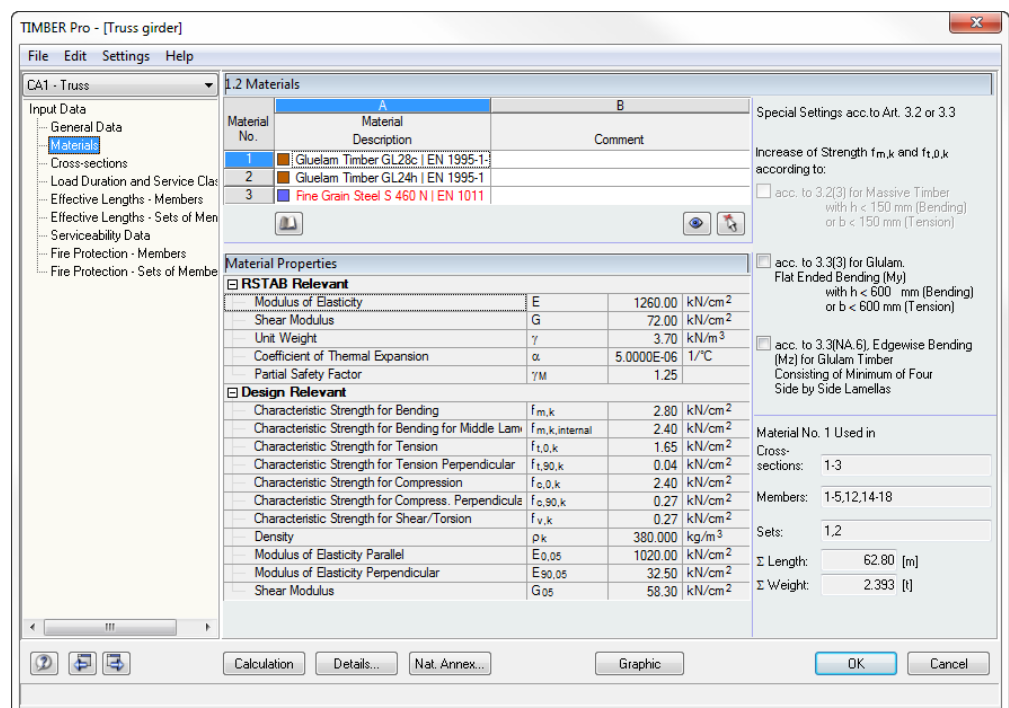 TIMBER Pro - [Truss girder]
File Edit Settings Help
CA1 - Truss
Input Data
General Data
Materials
Cross-sections
Load Duration and Service Clas
Effective Lengths - Members
Effective Lengths - Sets of Men
Serviceability Data
Fire Protection - Members
Fire Protection - Sets of Membe
1.2 Materials
A B
Material No. Material Description Comment
1 Gluelam Timber GL28c | EN 1995-1-
2 Gluelam Timber GL24h | EN 1995-1
3 Fine Grain Steel S 460 N | EN 1011
Material Properties
RSTAB Relevant
Modulus of Elasticity E 1260.00 kN/cm2
Shear Modulus G 72.00 kN/cm2
Unit Weight γ 3.70 kN/m3
Coefficient of Thermal Expansion α 5.0000E-06 1/°C
Partial Safety Factor γM 1.25
Design Relevant
Characteristic Strength for Bending fm,k 2.80 kN/cm2
Characteristic Strength for Bending for Middle Lam fm,k,internal 2.40 kN/cm2
Characteristic Strength for Tension ft,0,k 1.65 kN/cm2
Characteristic Strength for Tension Perpendicular ft,90,k 0.04 kN/cm2
Characteristic Strength for Compression fc,0,k 2.40 kN/cm2
Characteristic Strength for Compress. Perpendicula fc,90,k 0.27 kN/cm2
Characteristic Strength for Shear/Torsion fv,k 0.27 kN/cm2
Density ρk 380.000 kg/m3
Modulus of Elasticity Parallel E0,05 1020.00 kN/cm2
Modulus of Elasticity Perpendicular E90,05 32.50 kN/cm2
Shear Modulus G05 58.30 kN/cm2
Special Settings acc.to Art. 3.2 or 3.3
Increase of Strength fm,k and ft,0,k
according to:
acc. to 3.2(3) for Massive Timber
with h < 150 mm (Bending)
or b < 150 mm (Tension)
acc. to 3.3(3) for Glulam.
Flat Ended Bending (My)
with h < 600 mm (Bending)
or b < 600 mm (Tension)
acc. to 3.3(NA.6), Edgewise Bending
(Mz) for Glulam Timber
Consisting of Minimum of Four
Side by Side Lamellas
Material No. 1 Used in
Cross-
sections: 1-3
Members: 1-5,12,14-18
Sets: 1,2
Σ Length: 62.80 [m]
Σ Weight: 2.393 [t]
Calculation Details... Nat. Annex... Graphic OK Cancel